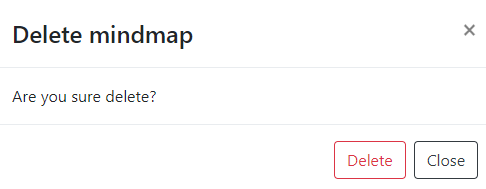 Delete mindmap
×
Are you sure delete?
Delete Close